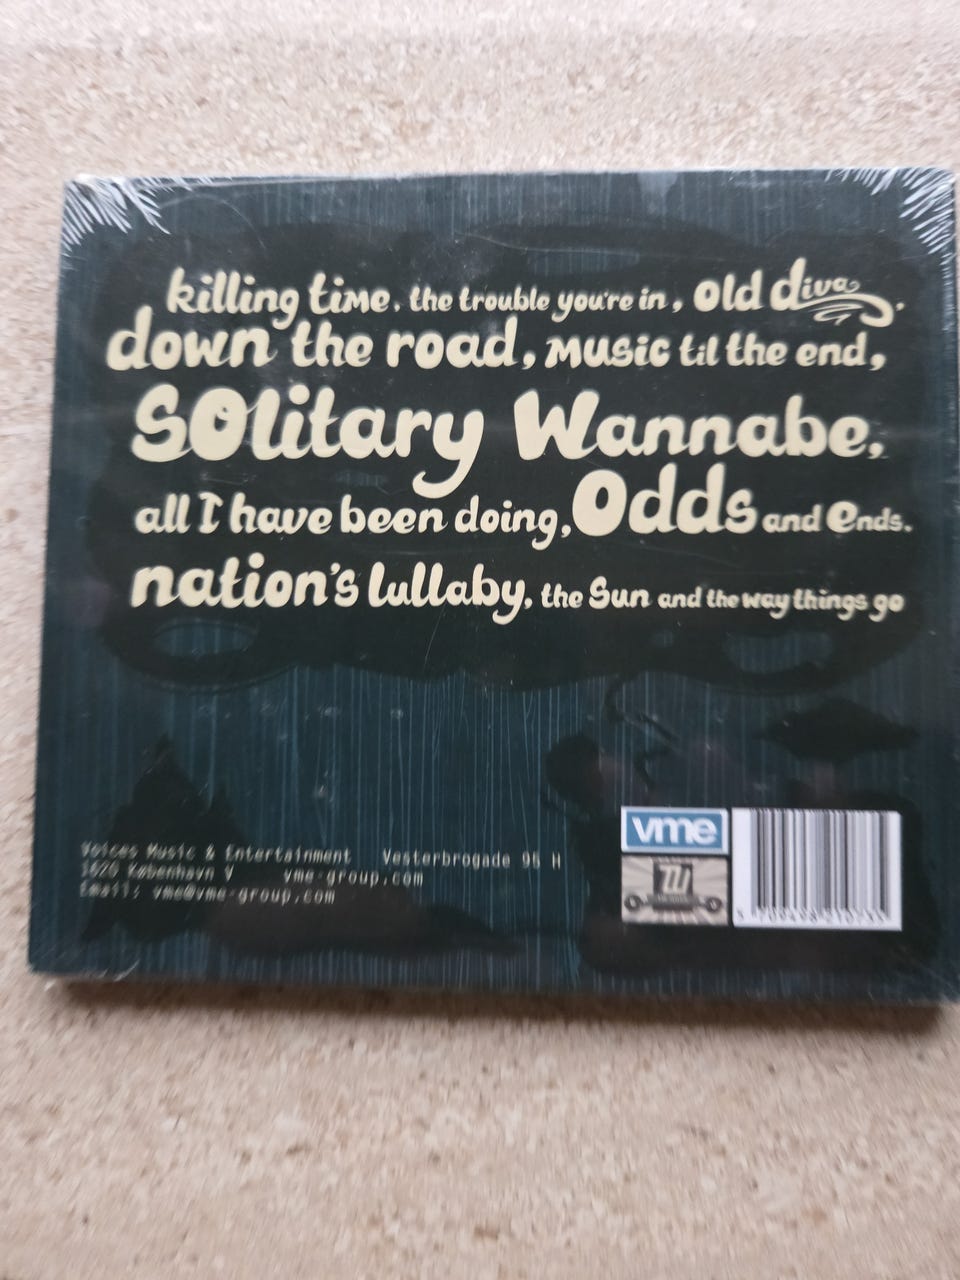 killing time. the trouble you're in, old diva.
down the road, music til the end,
Solitary Wannabe,
all I have been doing, Odds and ends.
nation's lullaby, the Sun and the way things go
Voices Music & Entertainment Vesterbrogade 95 H
1620 København V vme-group.com
Email: vme@vme-group.com
vme